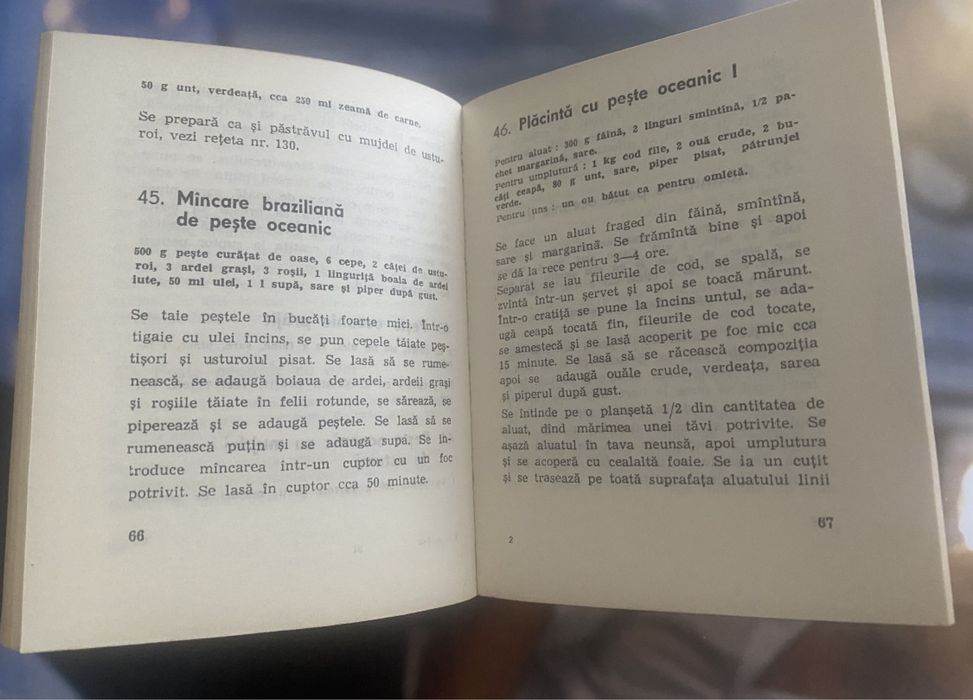 50 g unt, verdeață, cca 250 ml zeamă de carne.
Se prepară ca și păstrăvul cu mujdei de ustu-
roi, vezi rețeta nr. 130.
45. Mîncare braziliană
de pește oceanic
500 g pește curățat de oase, 6 cepe, 2 căței de ustu-
roi, 3 ardei grași, 3 roșii, 1 linguriță boala de ardei
iute, 50 ml ulei, 1 l supă, sare și piper după gust.
Se taie peștele în bucăți foarte mici. Într-o
tigaie cu ulei încins, se pun cepele tăiate peș-
tișori și usturoiul pisat. Se lasă să se rume-
nească, se adaugă boiaua de ardei, ardeii grași
și roșiile tăiate în felii rotunde, se sărează, se
piperează și se adaugă peștele. Se lasă să se
rumenească puțin și se adaugă supa. Se in-
troduce mîncarea într-un cuptor cu un foc
potrivit. Se lasă în cuptor cca 50 minute.
66
46. Plăcintă cu pește oceanic I
Pentru aluat : 300 g făină, 2 linguri smîntînă, 1/2 pa-
chet margarină, sare.
Pentru umplutură : 1 kg cod file, 2 ouă crude, 2 bu-
căți ceapă, 80 g unt, sare, piper pisat, pătrunjel
verde.
Pentru uns : un ou bătut ca pentru omletă.
Se face un aluat fraged din făină, smîntînă,
sare și margarină. Se frămîntă bine și apoi
se dă la rece pentru 3—4 ore.
Separat se iau fileurile de cod, se spală, se
zvîntă într-un șervet și apoi se toacă mărunt.
Într-o cratiță se pune la încins untul, se ada-
ugă ceapă tocată fin, fileurile de cod tocate,
se amestecă și se lasă acoperit pe foc mic cca
15 minute. Se lasă să se răcească compoziția
apoi se adaugă ouăle crude, verdeața, sarea
și piperul după gust.
Se întinde pe o planșetă 1/2 din cantitatea de
aluat, dînd mărimea unei tăvi potrivite. Se
așază aluatul în tava neunsă, apoi umplutura
și se acoperă cu cealaltă foaie. Se ia un cuțit
și se trasează pe toată suprafața aluatului linii
2
67